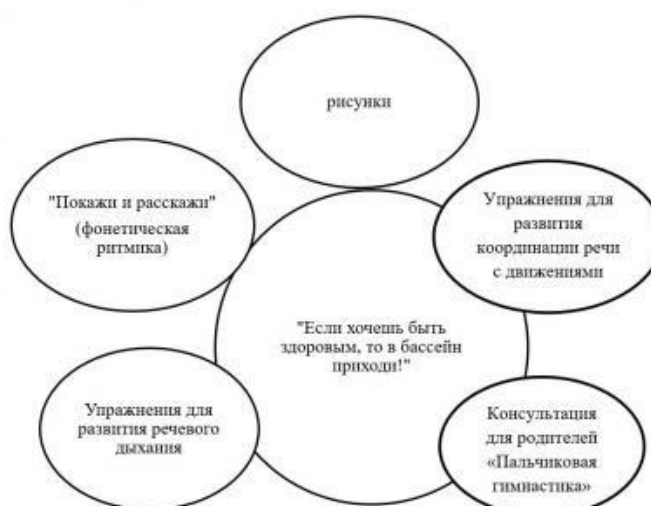 рисунки
"Покажи и расскажи"
(фонетическая
ритмика)
Упражнения для
развития
координации речи
с движениями
"Если хочешь быть
здоровым, то в бассейн
приходи!"
Упражнения для
развития речевого
дыхания
Консультация
для родителей
«Пальчиковая
гимнастика»